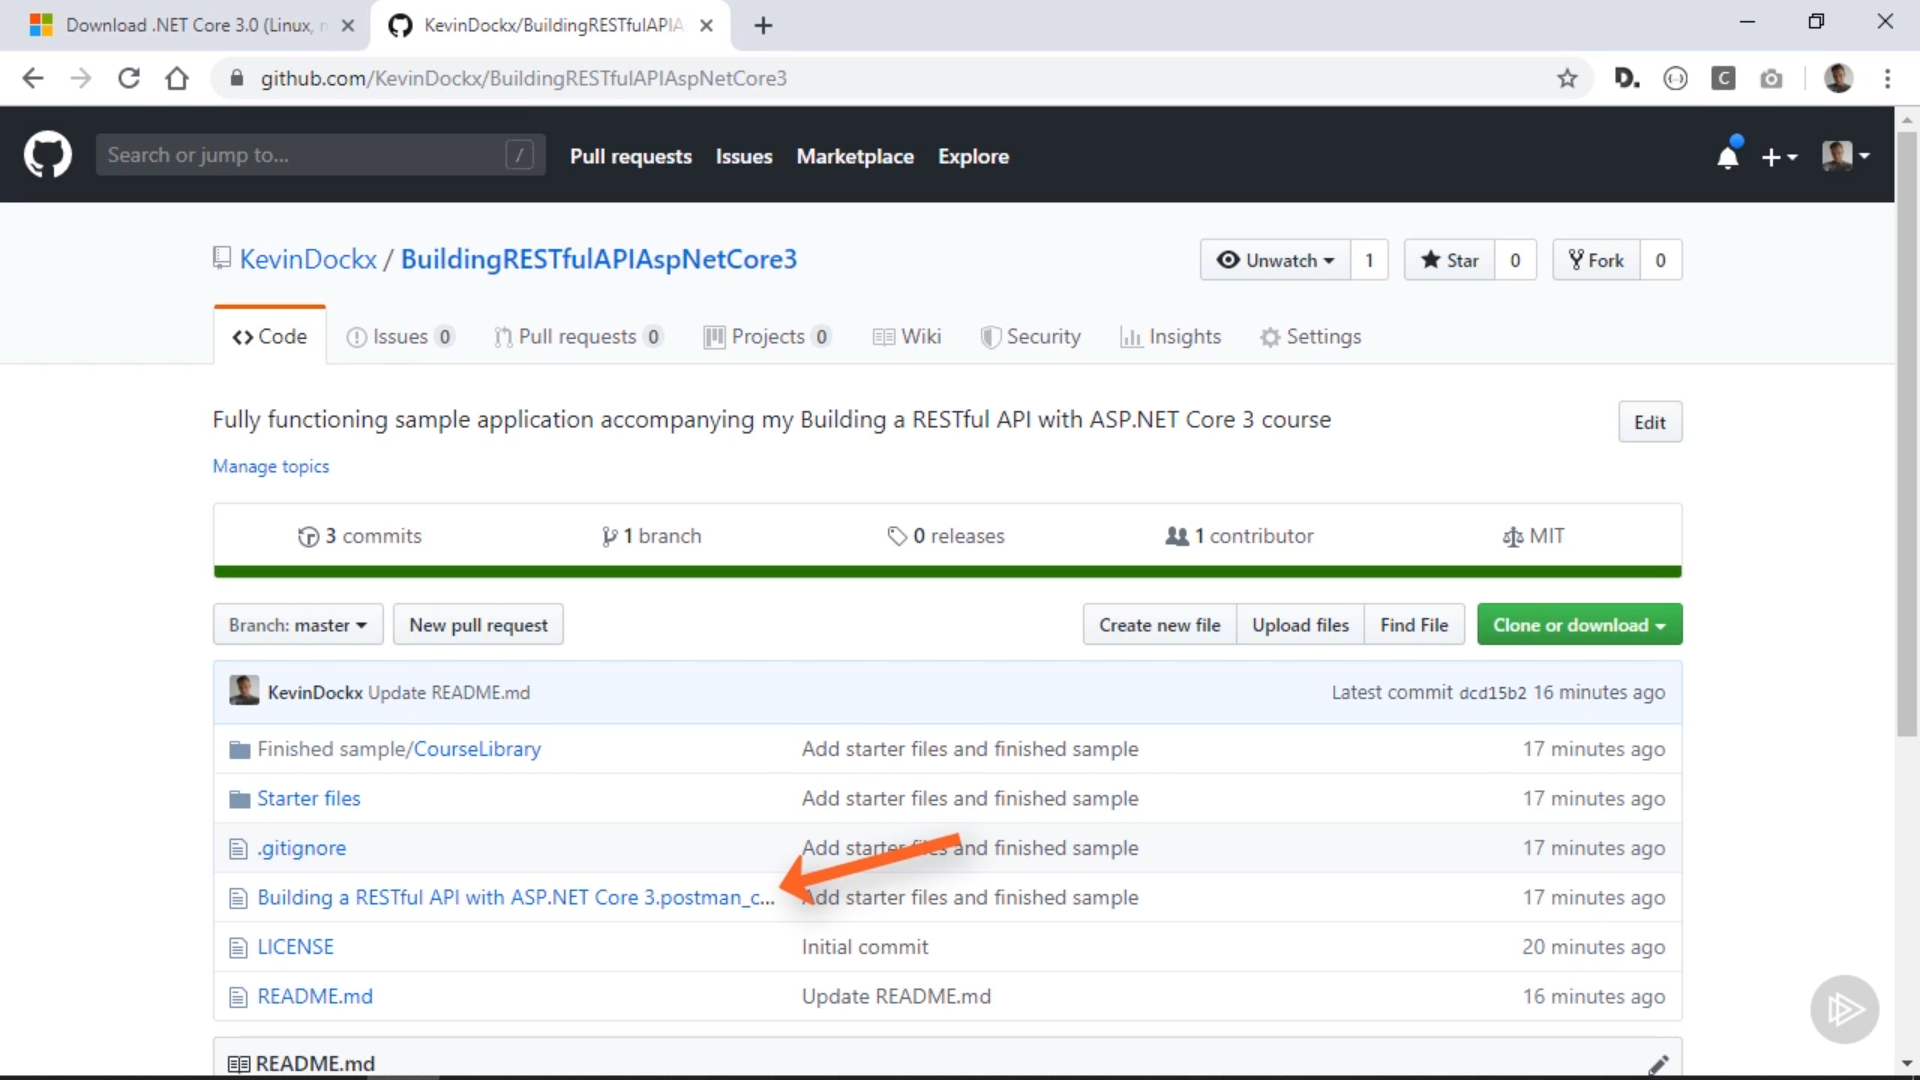 Download .NET Core 3.0 (Linux,
KevinDockx/BuildingRESTfulAPIA
github.com/KevinDockx/BuildingRESTfulAPIAspNetCore3
D.
C
Search or jump to...
/
Pull requests
Issues
Marketplace
Explore
KevinDockx / BuildingRESTfulAPIAspNetCore3
Unwatch 1
Star 0
Fork 0
Code
Issues 0
Pull requests 0
Projects 0
Wiki
Security
Insights
Settings
Fully functioning sample application accompanying my Building a RESTful API with ASP.NET Core 3 course
Edit
Manage topics
3 commits
1 branch
0 releases
1 contributor
MIT
Branch: master
New pull request
Create new file
Upload files
Find File
Clone or download
KevinDockx Update README.md
Latest commit dcd15b2 16 minutes ago
Finished sample/CourseLibrary Add starter files and finished sample 17 minutes ago
Starter files Add starter files and finished sample 17 minutes ago
.gitignore Add starter files and finished sample 17 minutes ago
Building a RESTful API with ASP.NET Core 3.postman_c... Add starter files and finished sample 17 minutes ago
LICENSE Initial commit 20 minutes ago
README.md Update README.md 16 minutes ago
README.md